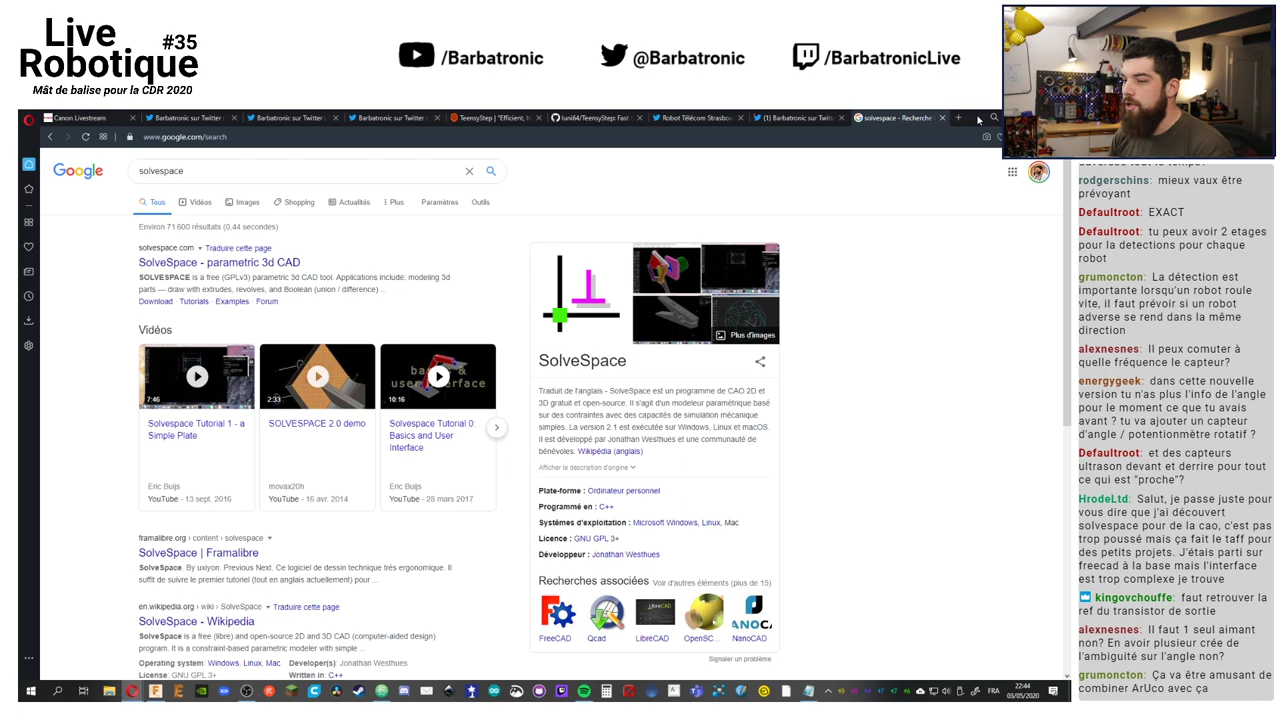 Live
Robotique #35
Mât de balise pour la CDR 2020
/Barbatronic
@Barbatronic
/BarbatronicLive
Canon Livestream
Barbatronic sur Twitter
Barbatronic sur Twitter
Barbatronic sur Twitter
TeensyStep | "Efficient, f
luni64/TeensyStep: Fast
Robot Télécom Strasbou
(1) Barbatronic sur Twitt
solvespace - Recherche
www.google.com/search
Google
solvespace
Tous
Vidéos
Images
Shopping
Actualités
Plus
Paramètres
Outils
Environ 71 600 résultats (0,44 secondes)
solvespace.com Traduire cette page
SolveSpace - parametric 3d CAD
SOLVESPACE is a free (GPLv3) parametric 3d CAD tool. Applications include: modeling 3d
parts — draw with extrudes, revolves, and Boolean (union / difference) ...
Download · Tutorials · Examples · Forum
Vidéos
7:46
Solvespace Tutorial 1 - a
Simple Plate
Eric Buijs
YouTube - 13 sept. 2016
2:33
SOLVESPACE 2.0 demo
movax20h
YouTube - 16 avr. 2014
basics &
user interface
10:16
Solvespace Tutorial 0:
Basics and User
Interface
Eric Buijs
YouTube - 28 mars 2017
framalibre.org › content › solvespace
SolveSpace | Framalibre
SolveSpace. By uxiyon. Previous Next. Ce logiciel de dessin technique très ergonomique. Il
suffit de suivre le premier tutoriel (tout en anglais actuellement) pour ...
en.wikipedia.org › wiki › SolveSpace Traduire cette page
SolveSpace - Wikipedia
SolveSpace is a free (libre) and open-source 2D and 3D CAD (computer-aided design)
program. It is a constraint-based parametric modeler with simple ...
Operating system: Windows, Linux, Mac Developer(s): Jonathan Westhues
License: GNU GPL 3+ Written in: C++
Plus d'images
SolveSpace
Traduit de l'anglais - SolveSpace est un programme de CAO 2D et
3D gratuit et open-source. Il s'agit d'un modeleur paramétrique basé
sur des contraintes avec des capacités de simulation mécanique
simples. La version 2.1 est exécutée sur Windows, Linux et macOS.
Il est développé par Jonathan Westhues et une communauté de
bénévoles. Wikipédia (anglais)
Afficher la description d'origine
Plate-forme : Ordinateur personnel
Programmé en : C++
Systèmes d'exploitation : Microsoft Windows, Linux, Mac
Licence : GNU GPL 3+
Développeur : Jonathan Westhues
Recherches associées Voir d'autres éléments (plus de 15)
LibreCAD
FreeCAD
Qcad
LibreCAD
OpenSC...
NanoCAD
Signaler un problème
rodgerschins: mieux vaux être
prévoyant
Defaultroot: EXACT
Defaultroot: tu peux avoir 2 etages
pour la detections pour chaque
robot
grumoncton: La détection est
importante lorsqu'un robot roule
vite, il faut prévoir si un robot
adverse se rend dans la même
direction
alexnesnes: Il peux comuter à
quelle fréquence le capteur?
energygeek: dans cette nouvelle
version tu n'as plus l'info de l'angle
pour le moment ce que tu avais
avant ? tu va ajouter un capteur
d'angle / potentionmètre rotatif ?
Defaultroot: et des capteurs
ultrason devant et derrire pour tout
ce qui est "proche"?
HrodeLtd: Salut, je passe juste pour
vous dire que j'ai découvert
solvespace pour de la cao, c'est pas
trop poussé mais ça fait le taff pour
des petits projets. J'étais parti sur
freecad à la base mais l'interface
est trop complexe je trouve
kingovchouffe: faut retrouver la
ref du transistor de sortie
alexnesnes: Il faut 1 seul aimant
non? En avoir plusieur crée de
l'ambiguité sur l'angle non?
grumoncton: Ça va être amusant de
combiner ArUco avec ça
FRA
22:44
03/05/2020